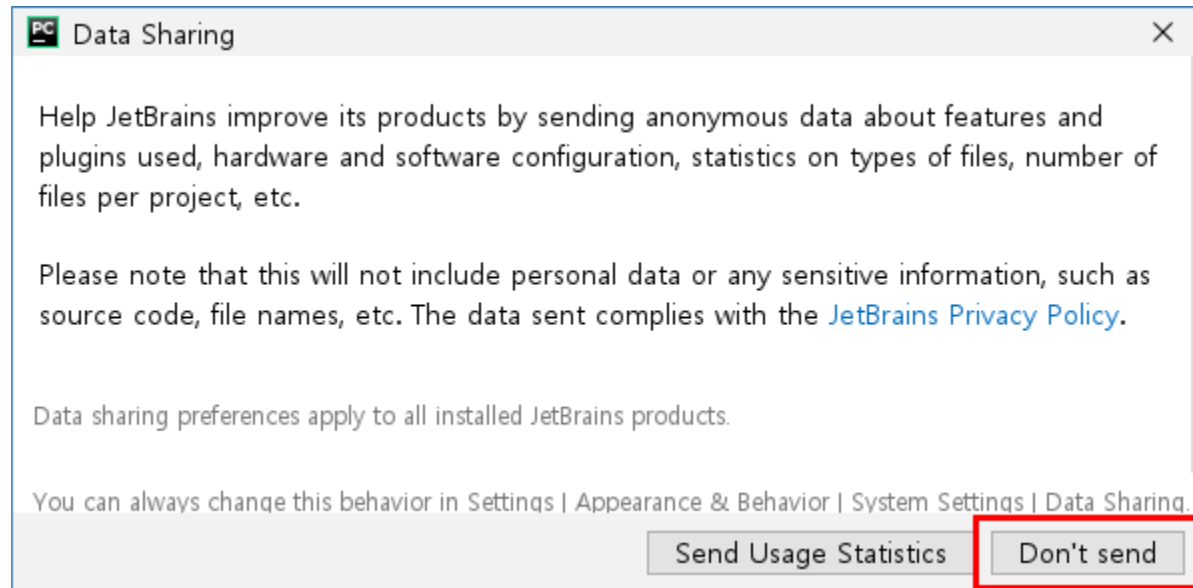 PC Data Sharing
Help JetBrains improve its products by sending anonymous data about features and
plugins used, hardware and software configuration, statistics on types of files, number of
files per project, etc.
Please note that this will not include personal data or any sensitive information, such as
source code, file names, etc. The data sent complies with the JetBrains Privacy Policy.
Data sharing preferences apply to all installed JetBrains products.
You can always change this behavior in Settings | Appearance & Behavior | System Settings | Data Sharing.
Send Usage Statistics Don't send